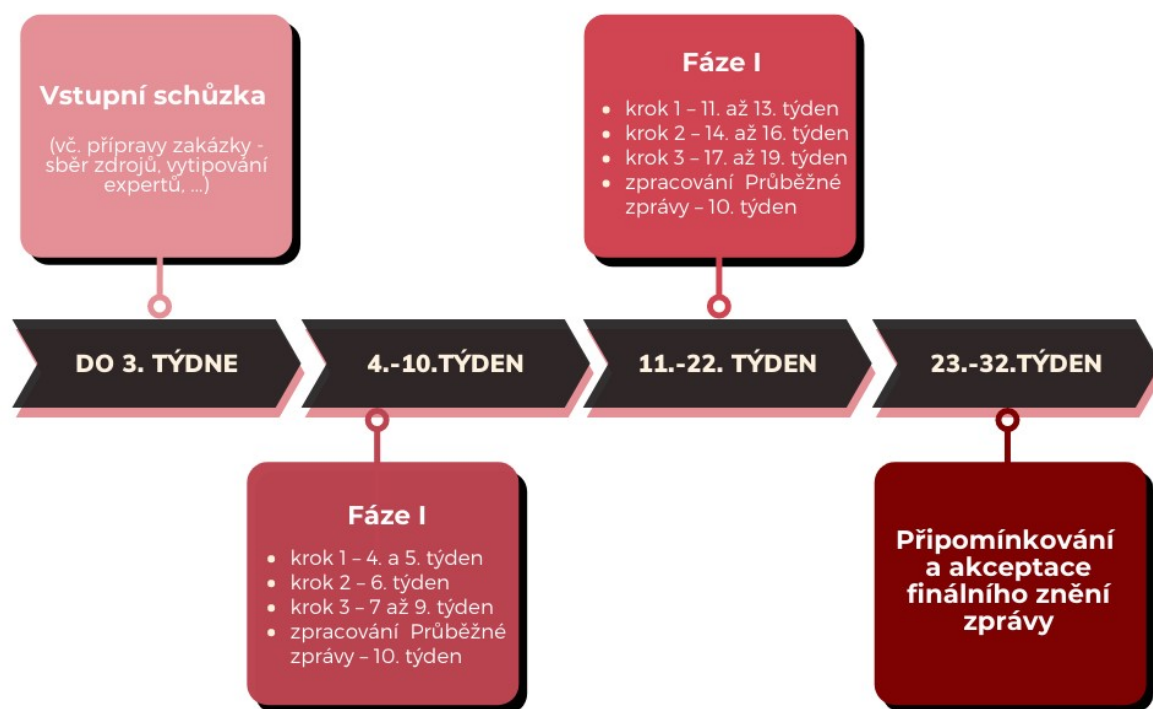 Vstupní schůzka
(vč. přípravy zakázky -
sběr zdrojů, vytipování
expertů, ...)
Fáze I
• krok 1 – 11. až 13. týden
• krok 2 – 14. až 16. týden
• krok 3 – 17. až 19. týden
• zpracování Průběžné
zprávy – 10. týden
DO 3. TÝDNE
4.-10.TÝDEN
11.-22. TÝDEN
23.-32.TÝDEN
Fáze I
• krok 1 – 4. a 5. týden
• krok 2 – 6. týden
• krok 3 – 7 až 9. týden
• zpracování Průběžné
zprávy – 10. týden
Připomínkování
a akceptace
finálního znění
zprávy